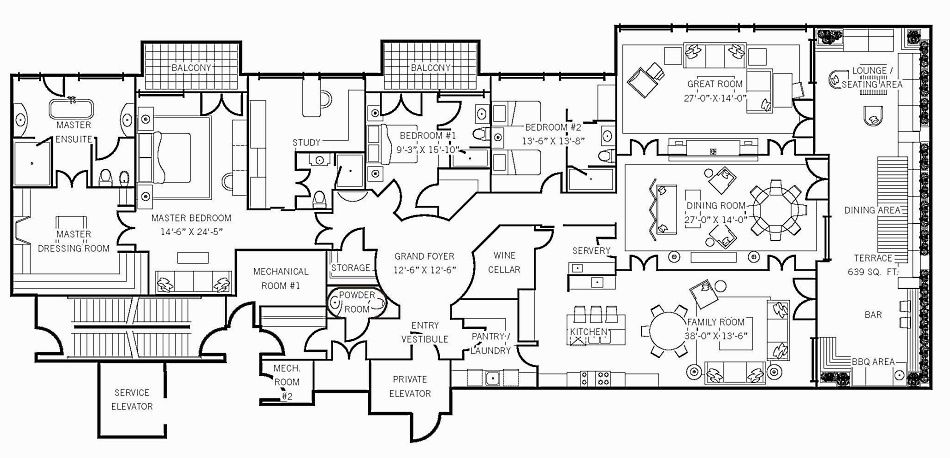 BALCONY
BALCONY
MASTER
ENSUITE
STUDY
BEDROOM #1
9'-3" X 15'-10"
BEDROOM #2
13'-6" X 13'-8"
GREAT ROOM
27'-0" X 14'-0"
LOUNGE /
SEATING AREA
MASTER BEDROOM
14'-6" X 24'-5"
MASTER
DRESSING ROOM
DINING ROOM
27'-0" X 14'-0"
DINING AREA
MECHANICAL
ROOM #1
STORAGE
GRAND FOYER
12'-6" X 12'-6"
WINE
CELLAR
SERVERY
TERRACE
639 SQ. FT.
POWDER
ROOM
ENTRY
VESTIBULE
PANTRY/
LAUNDRY
KITCHEN
FAMILY ROOM
38'-0" X 13'-6"
BAR
BBQ AREA
SERVICE
ELEVATOR
MECH.
ROOM
#2
PRIVATE
ELEVATOR